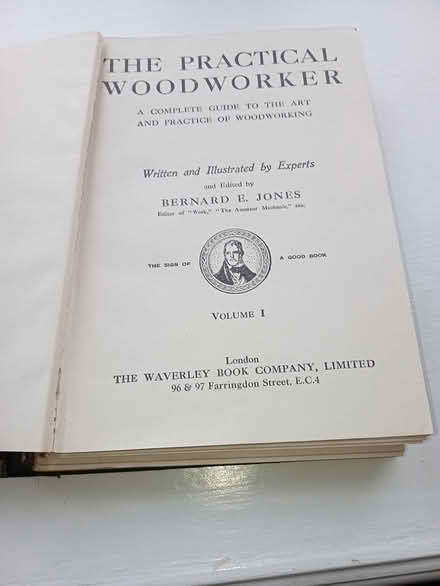 THE PRACTICAL
WOODWORKER
A COMPLETE GUIDE TO THE ART
AND PRACTICE OF WOODWORKING
Written and Illustrated by Experts
and Edited by
BERNARD E. JONES
Editor of "Work," "The Amateur Mechanic," etc.
THE SIGN OF A GOOD BOOK
VOLUME I
London
THE WAVERLEY BOOK COMPANY, LIMITED
96 & 97 Farringdon Street, E.C.4